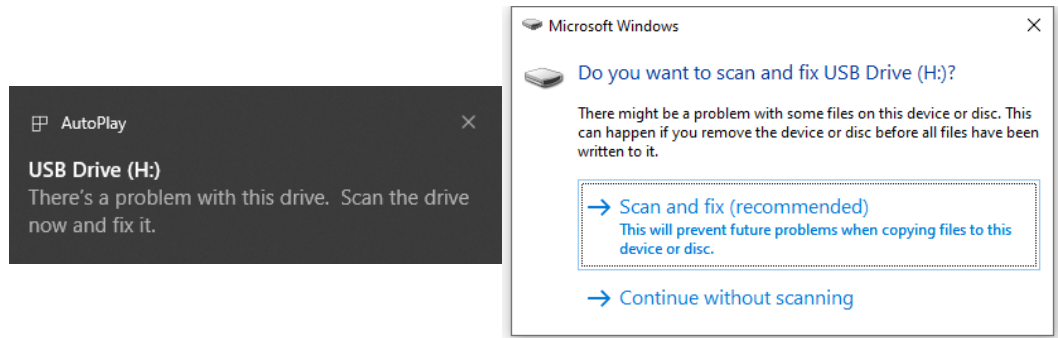 AutoPlay
USB Drive (H:)
There's a problem with this drive.  Scan the drive
now and fix it.
Microsoft Windows
Do you want to scan and fix USB Drive (H:)?
There might be a problem with some files on this device or disc. This
can happen if you remove the device or disc before all files have been
written to it.
Scan and fix (recommended)
This will prevent future problems when copying files to this
device or disc.
Continue without scanning